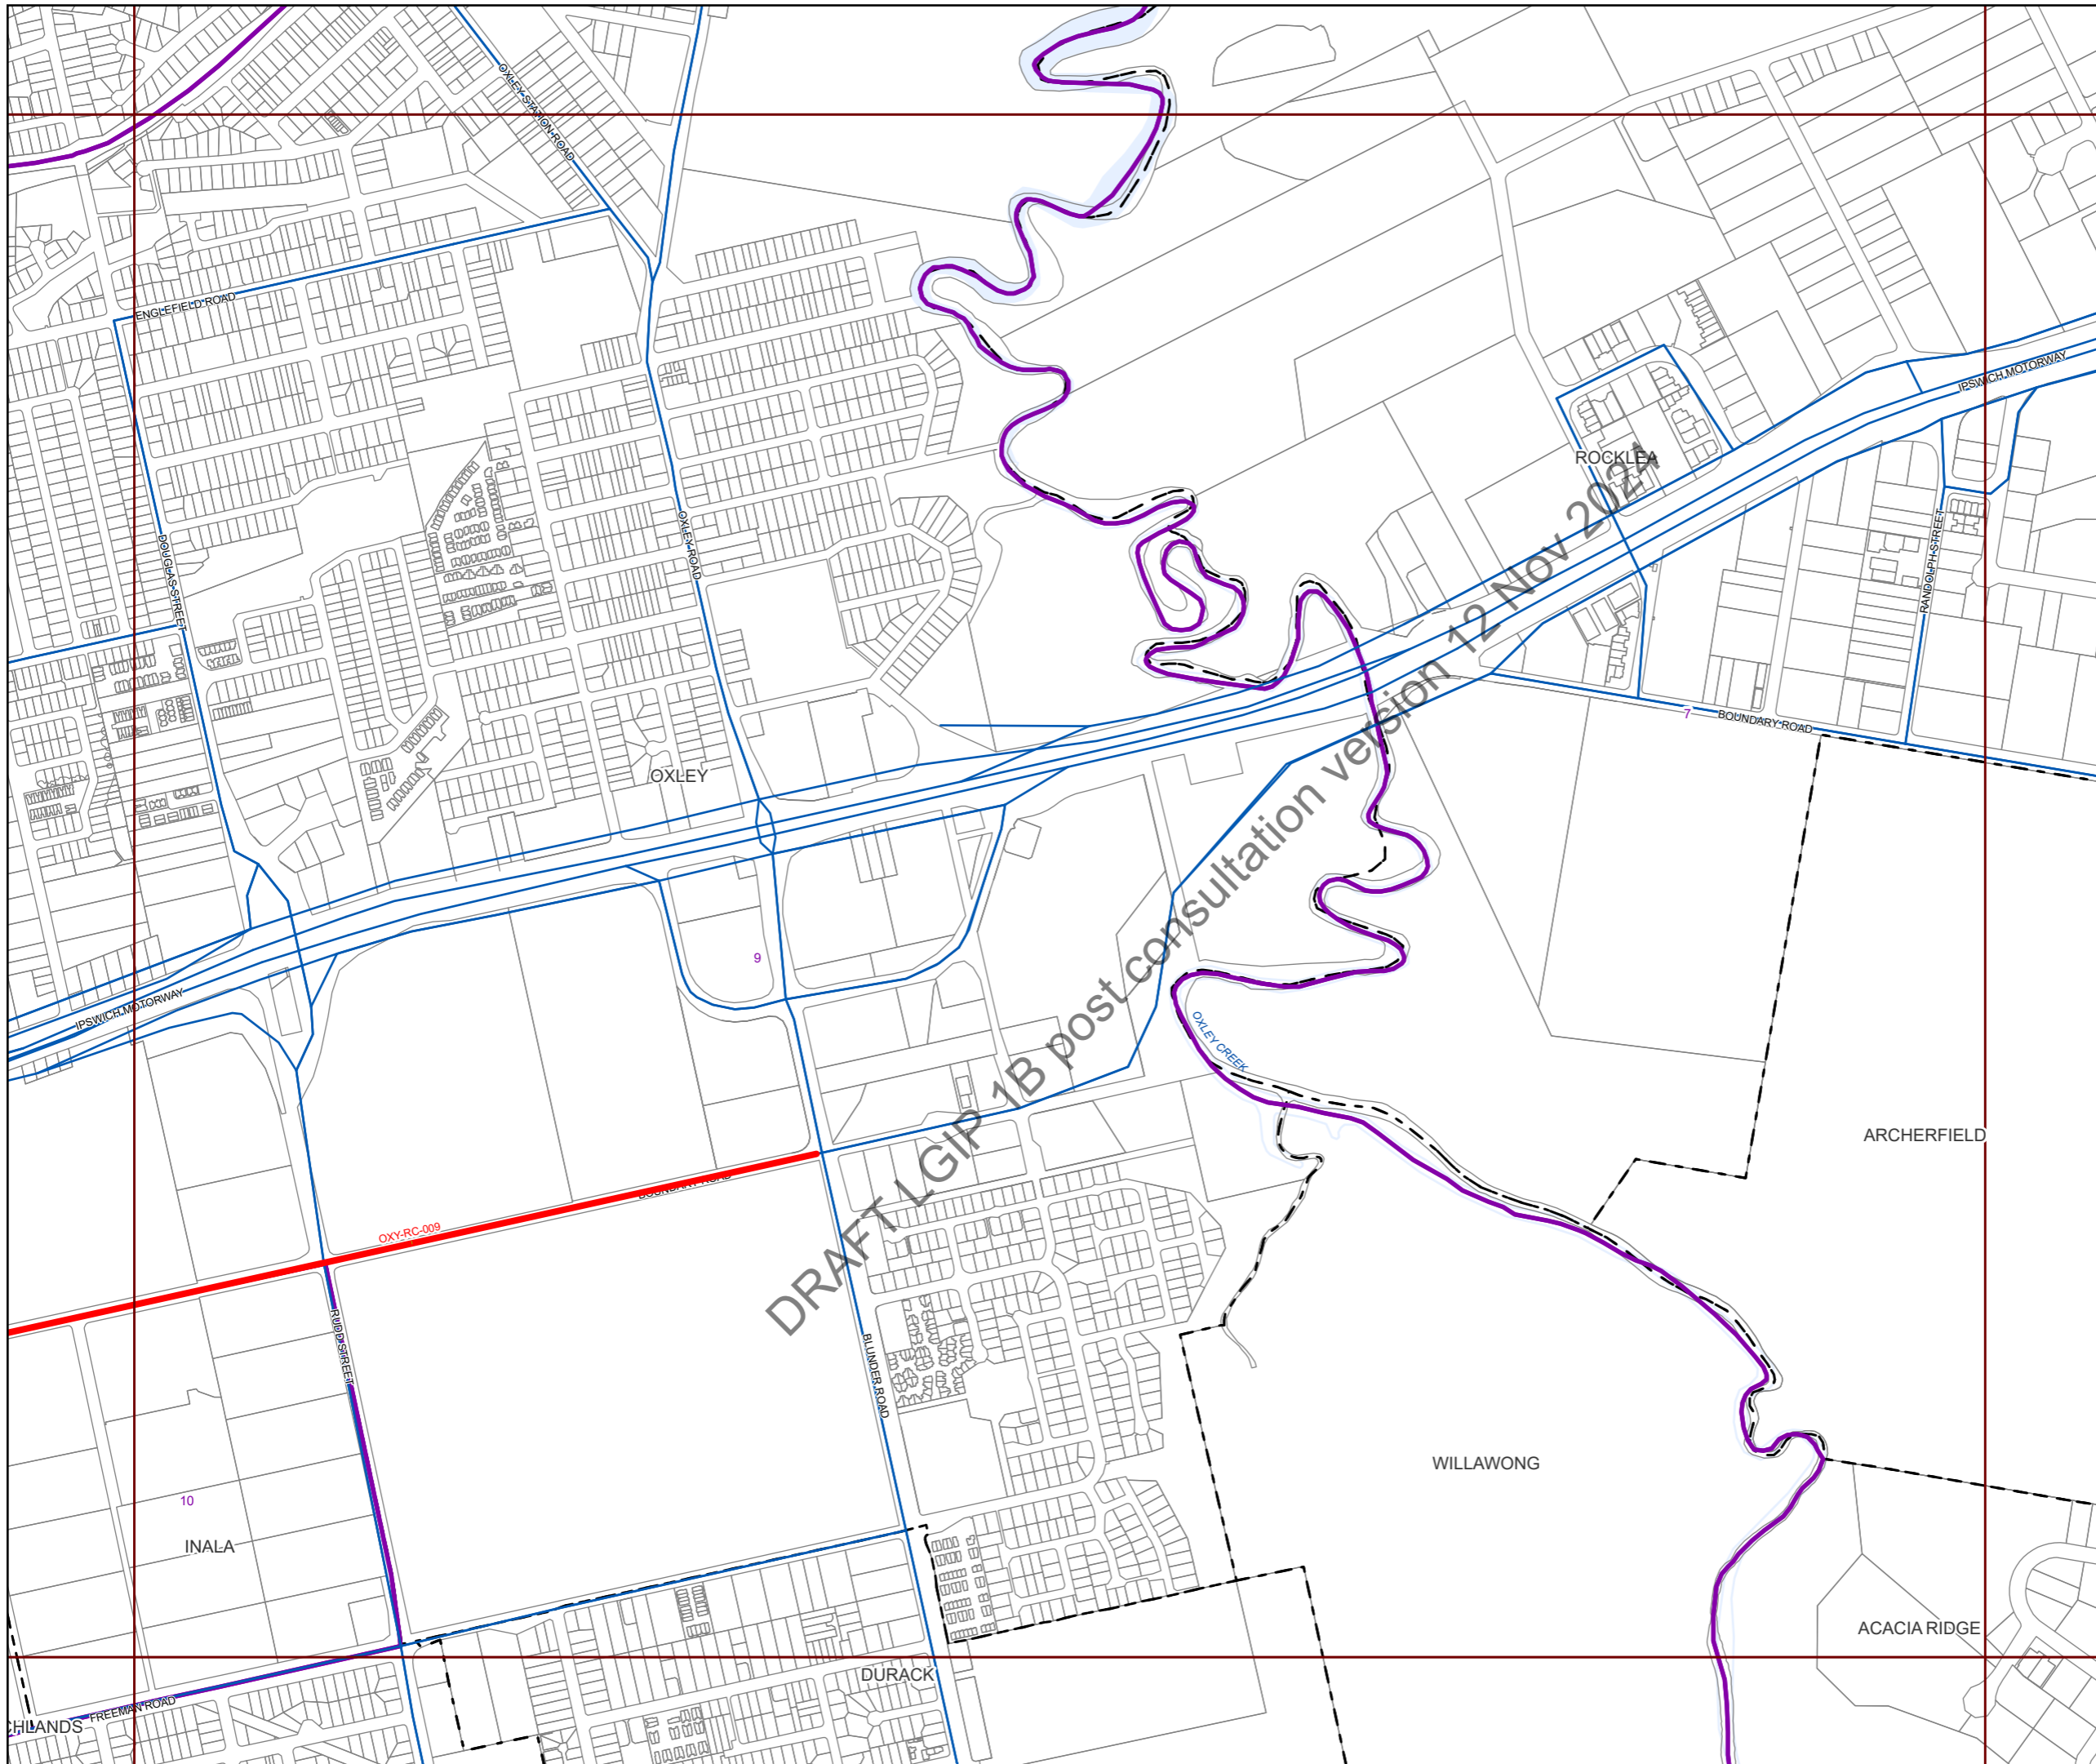 OXLEY STATION ROAD
ENGLEFIELD ROAD
IPSWICH MOTORWAY
ROCKLEA
DOUGLAS STREET
OXLEY ROAD
RANDOLPH STREET
7
BOUNDARY ROAD
OXLEY
9
IPSWICH MOTORWAY
OXLEY CREEK
DRAFT LGIP 1B post consultation version 12 Nov 2024
ARCHERFIELD
BOUNDARY ROAD
OXY-RC-009
RUDD STREET
BLUNDER ROAD
WILLAWONG
10
INALA
ACACIA RIDGE
DURACK
FREEMAN ROAD
CHLANDS